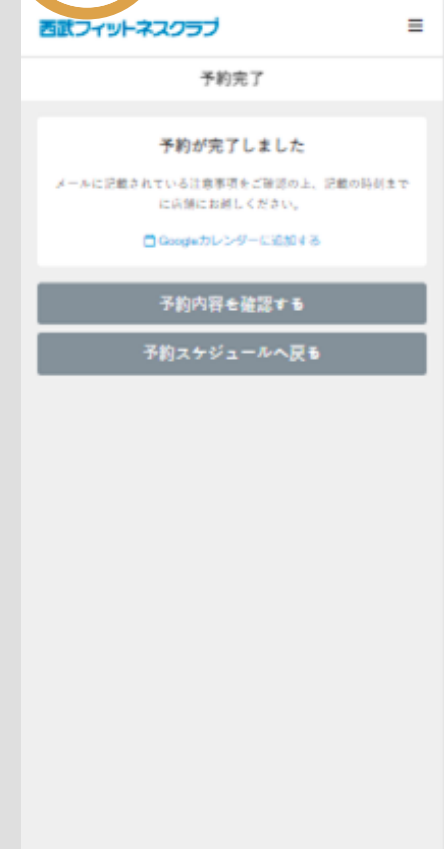 西武フィットネスクラブ
予約完了
予約が完了しました
メールに記載されている注意事項をご確認の上、記載の時刻まで
に店舗にお越しください。
Googleカレンダーに追加する
予約内容を確認する
予約スケジュールへ戻る